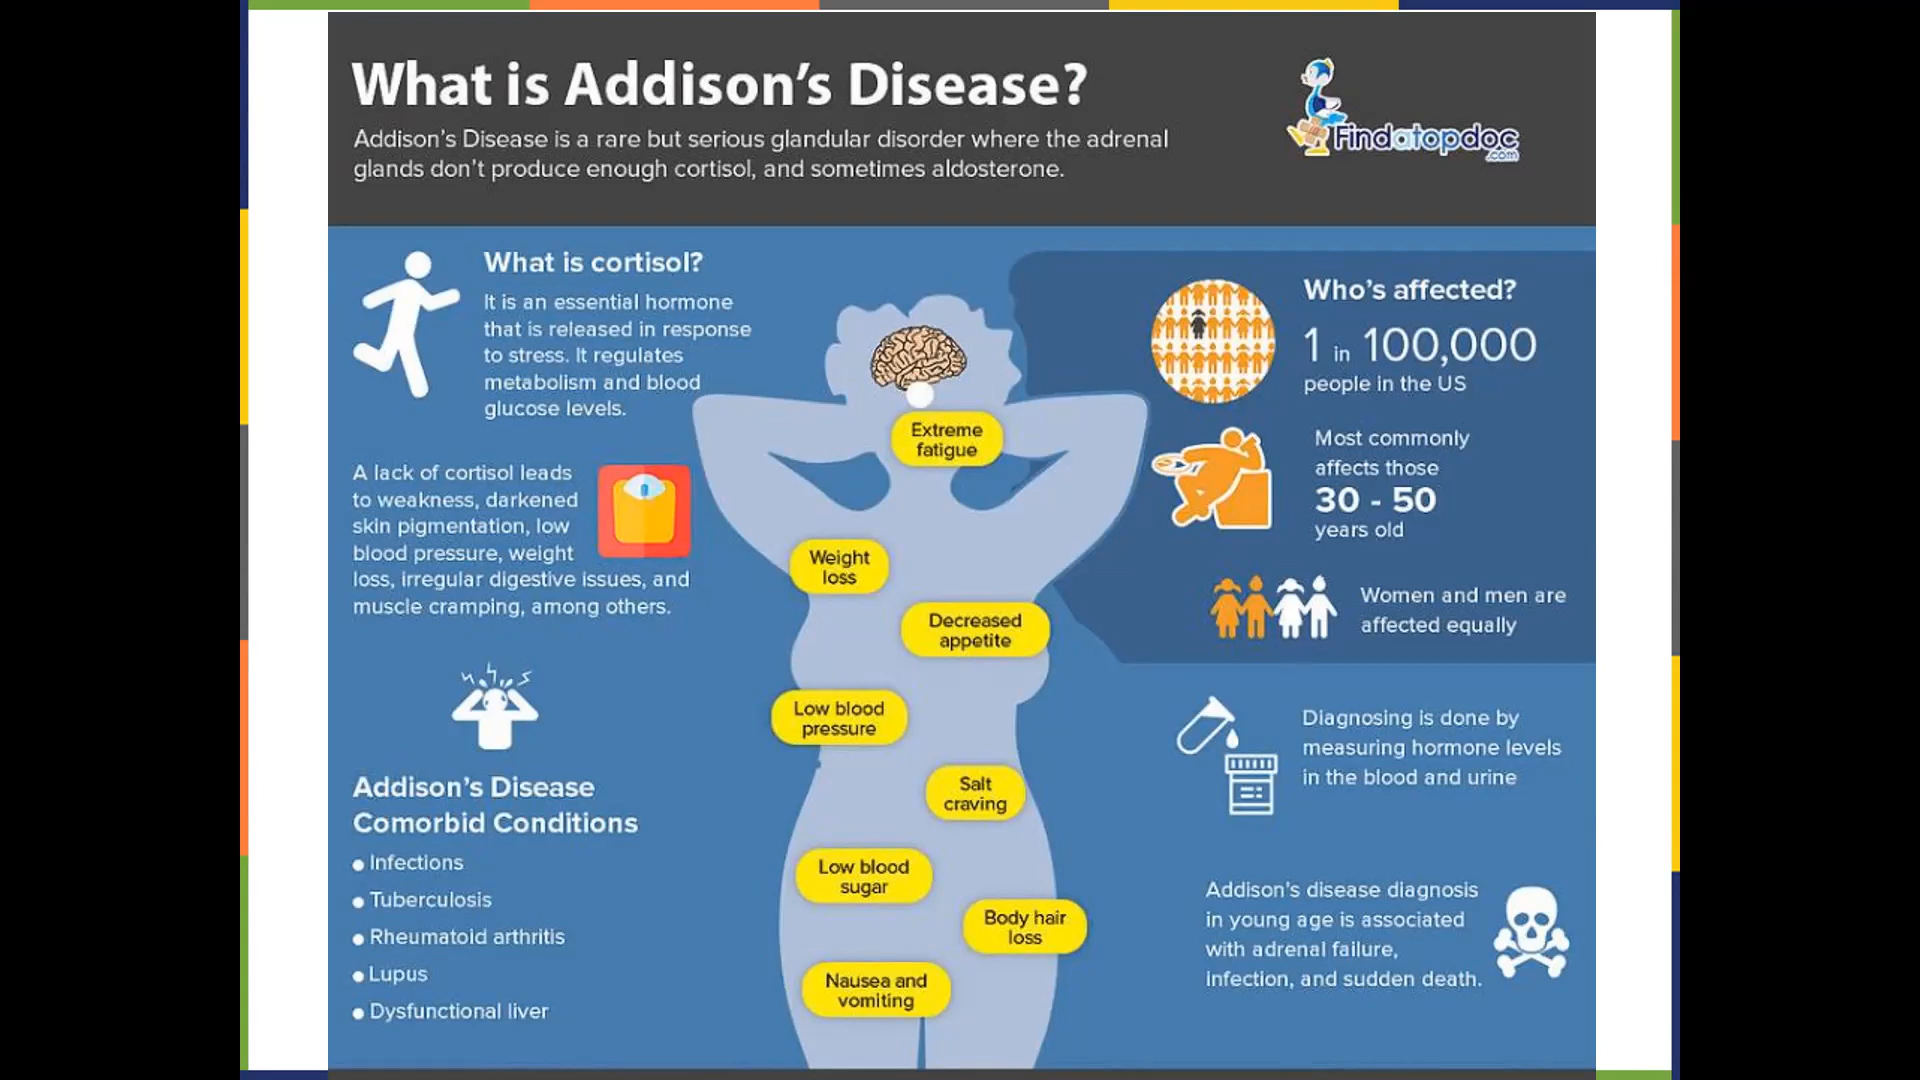 What is Addison's Disease?
Addison's Disease is a rare but serious glandular disorder where the adrenal
glands don't produce enough cortisol, and sometimes aldosterone.
Findatopdoc
.com
What is cortisol?
It is an essential hormone
that is released in response
to stress. It regulates
metabolism and blood
glucose levels.
A lack of cortisol leads
to weakness, darkened
skin pigmentation, low
blood pressure, weight
loss, irregular digestive issues, and
muscle cramping, among others.
Addison's Disease
Comorbid Conditions
• Infections
• Tuberculosis
• Rheumatoid arthritis
• Lupus
• Dysfunctional liver
Extreme
fatigue
Weight
loss
Decreased
appetite
Low blood
pressure
Salt
craving
Low blood
sugar
Body hair
loss
Nausea and
vomiting
Who's affected?
1 in 100,000
people in the US
Most commonly
affects those
30 - 50
years old
Women and men are
affected equally
Diagnosing is done by
measuring hormone levels
in the blood and urine
Addison's disease diagnosis
in young age is associated
with adrenal failure,
infection, and sudden death.